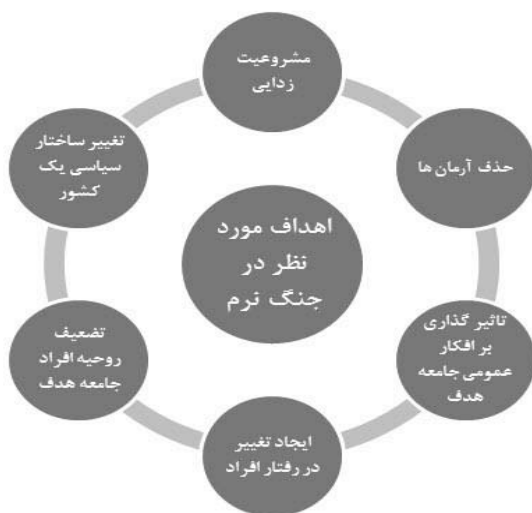 مشروعیت
زدایی
حذف آرمان ها
تاثیر گذاری
بر افکار
عمومی جامعه
هدف
ایجاد تغییر
در رفتار افراد
تضعیف
روحیه افراد
جامعه هدف
تغییر ساختار
سیاسی یک
کشور
اهداف مورد
نظر در
جنگ نرم